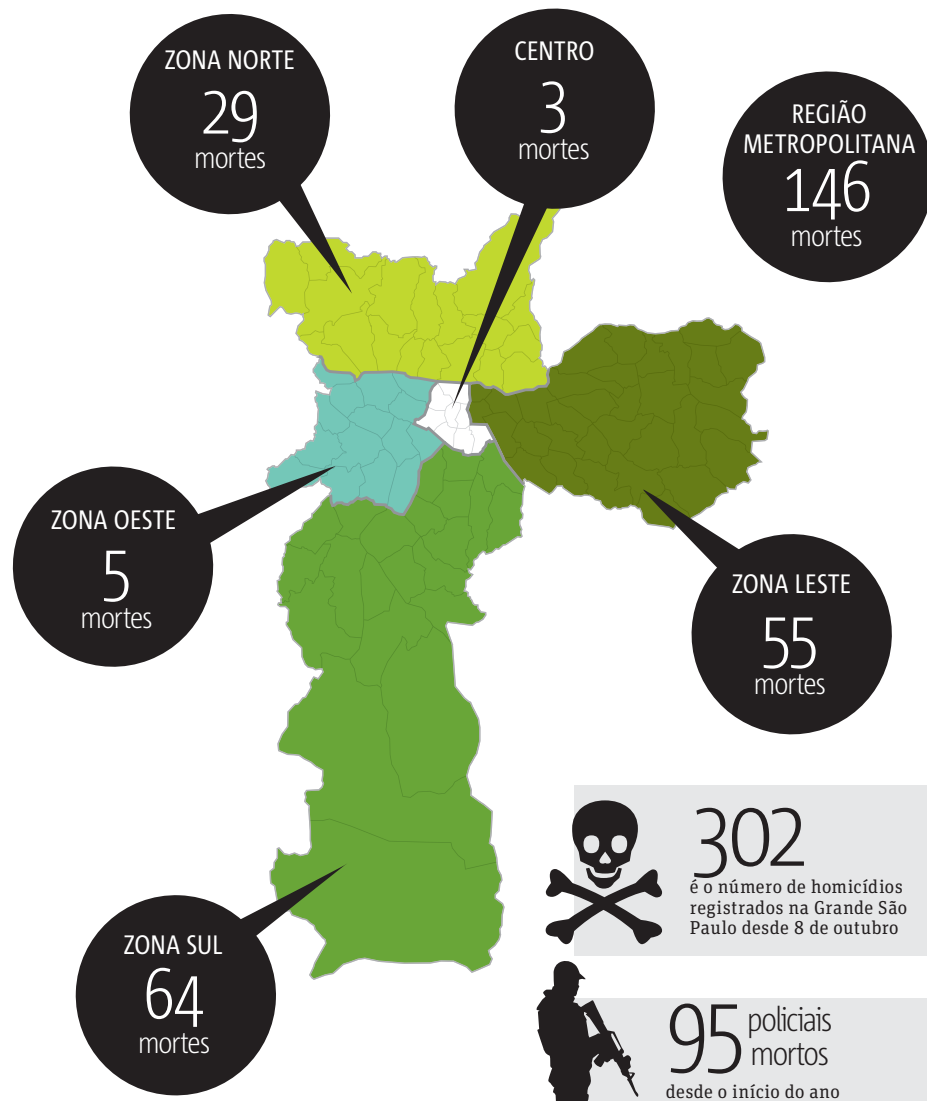 ZONA NORTE
29
mortes
CENTRO
3
mortes
REGIÃO
METROPOLITANA
146
mortes
ZONA OESTE
5
mortes
ZONA LESTE
55
mortes
ZONA SUL
64
mortes
302
é o número de homicídios
registrados na Grande São
Paulo desde 8 de outubro
95 policiais
mortos
desde o início do ano